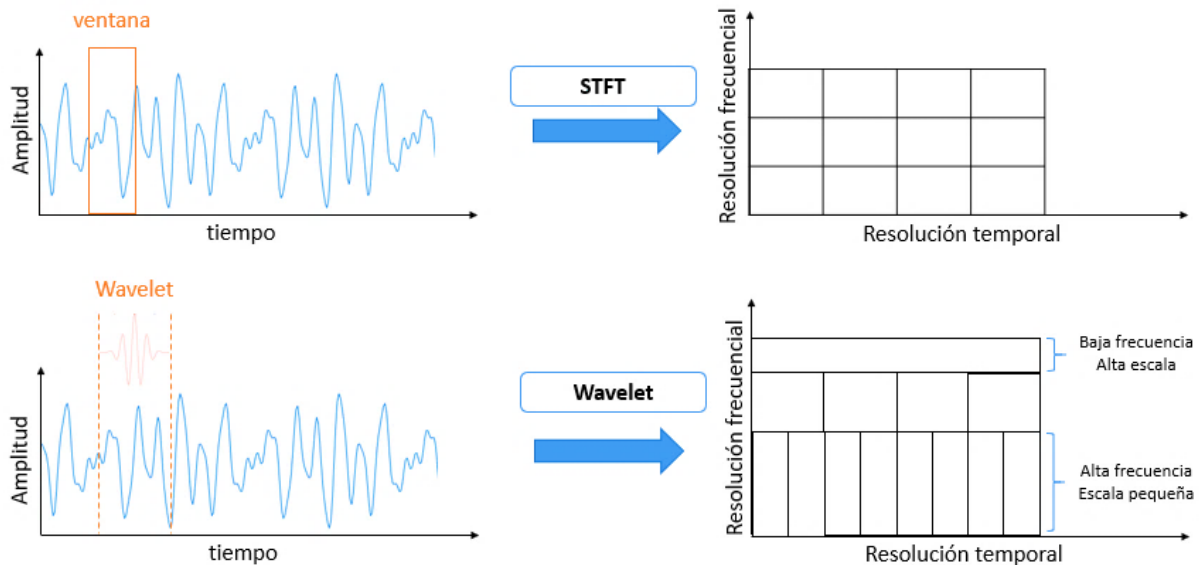 ventana
Amplitud
tiempo
STFT
Resolución frecuencial
Resolución temporal
Wavelet
Amplitud
tiempo
Wavelet
Resolución frecuencial
Baja frecuencia
Alta escala
Alta frecuencia
Escala pequeña
Resolución temporal